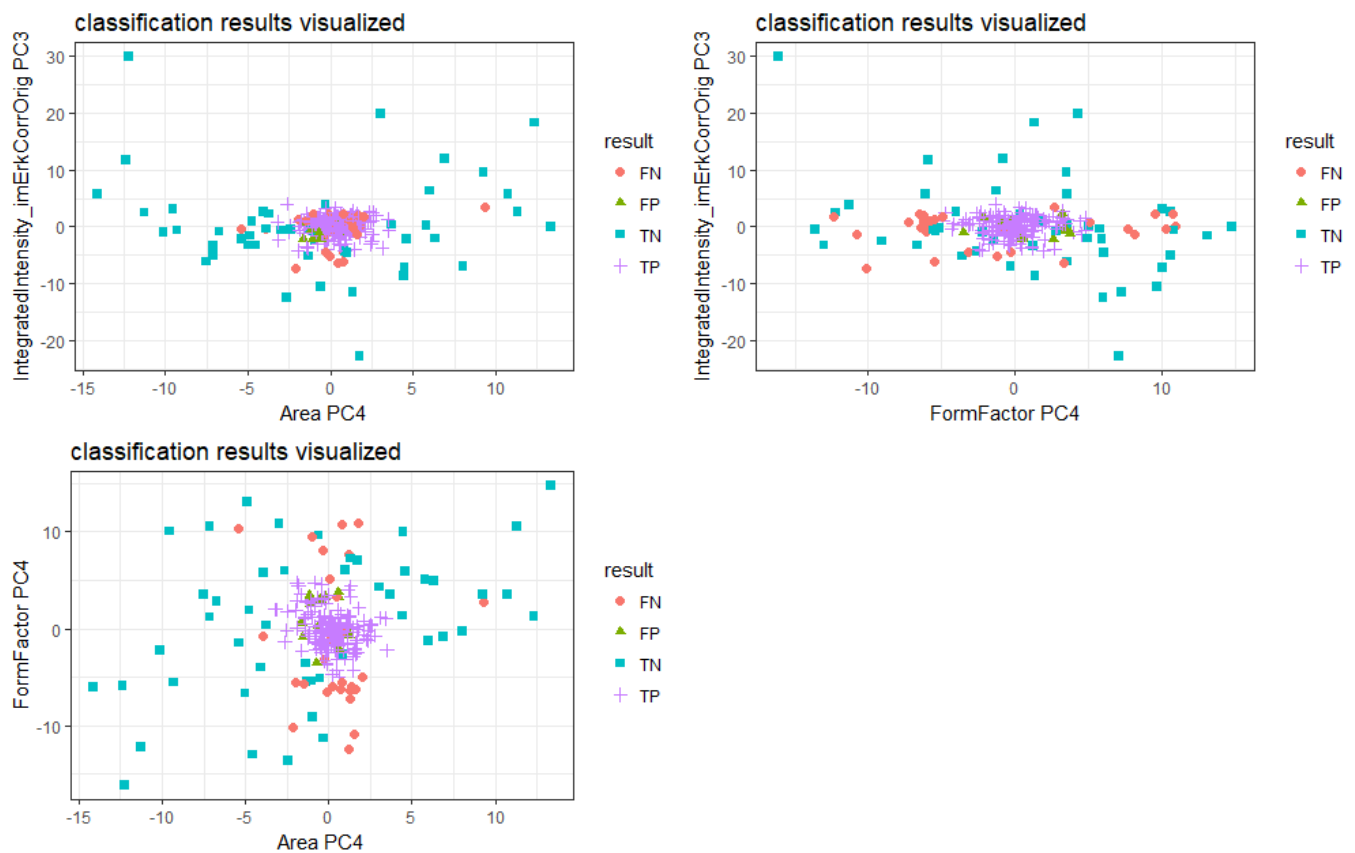 classification results visualized
IntegratedIntensity_imErkCorrOrig PC3
30
20
10
0
-10
-20
-15
-10
-5
0
5
10
Area PC4
result
FN
FP
TN
TP
classification results visualized
IntegratedIntensity_imErkCorrOrig PC3
30
20
10
0
-10
-20
-10
0
10
FormFactor PC4
result
FN
FP
TN
TP
classification results visualized
FormFactor PC4
10
0
-10
-15
-10
-5
0
5
10
Area PC4
result
FN
FP
TN
TP